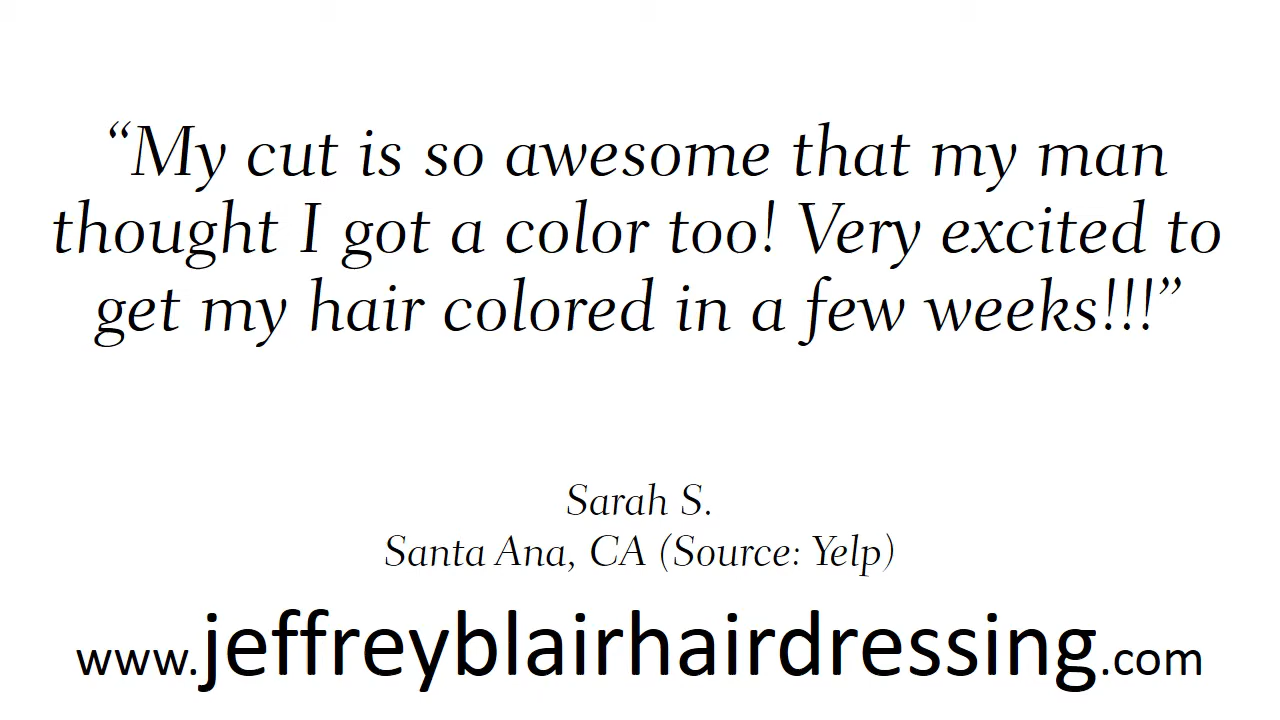 “My cut is so awesome that my man
thought I got a color too! Very excited to
get my hair colored in a few weeks!!!”
Sarah S.
Santa Ana, CA (Source: Yelp)
www.jeffreyblairhairdressing.com